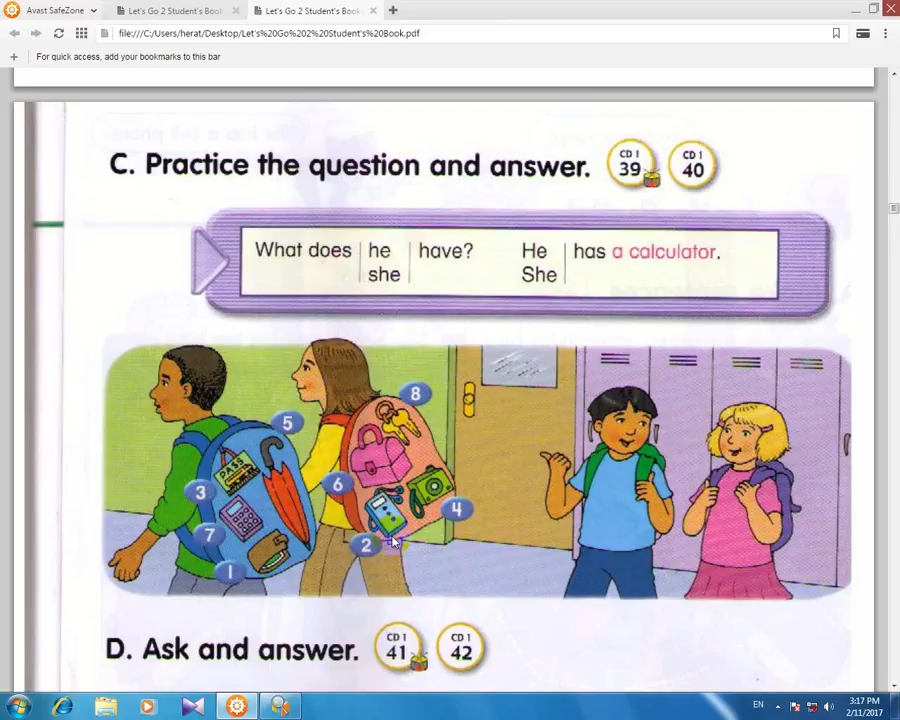 Avast SafeZone
Let's Go 2 Student's Book
Let's Go 2 Student's Book
file:///C:/Users/herat/Desktop/Let's%20Go%202%20Student's%20Book.pdf
For quick access, add your bookmarks to this bar
C. Practice the question and answer.
CD 1
39
CD 1
40
What does he have? He has a calculator.
she She
8
5
PASS
3
6
4
7
2
1
D. Ask and answer.
CD 1
41
CD 1
42
EN
3:17 PM
2/11/2017